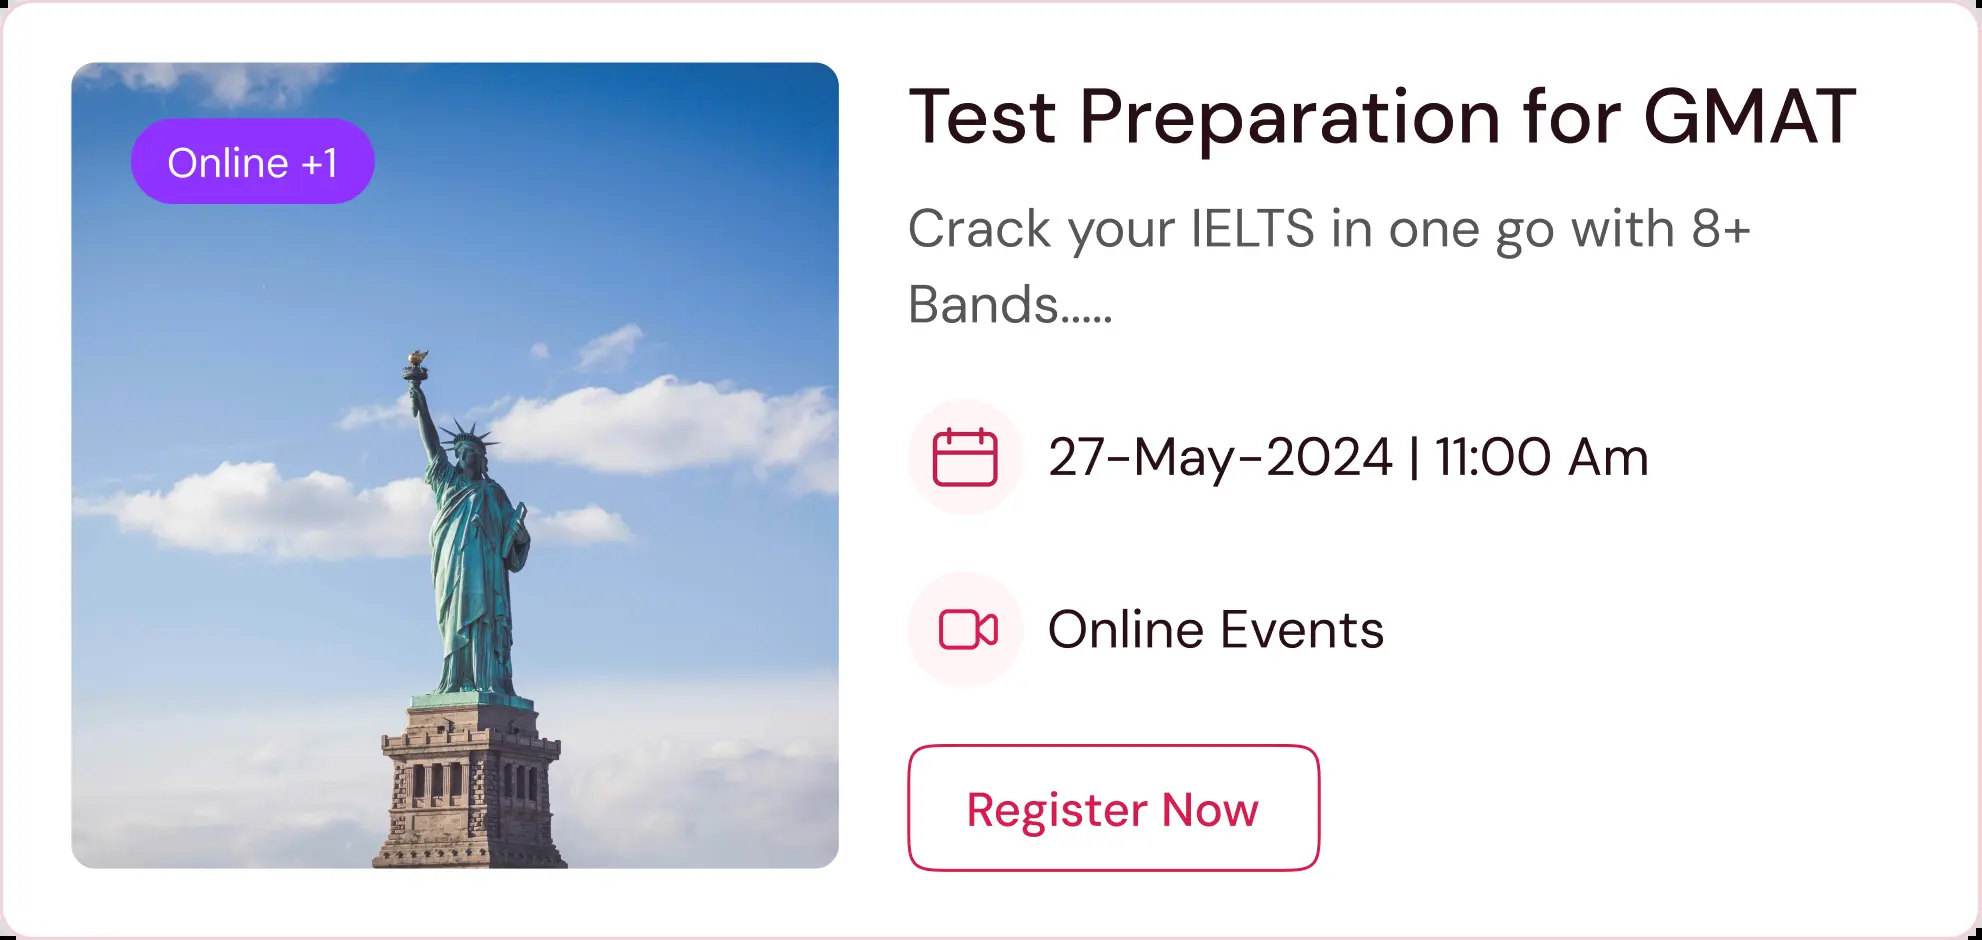 Online +1
Test Preparation for GMAT
Crack your IELTS in one go with 8+
Bands.....
27-May-2024 | 11:00 Am
Online Events
Register Now